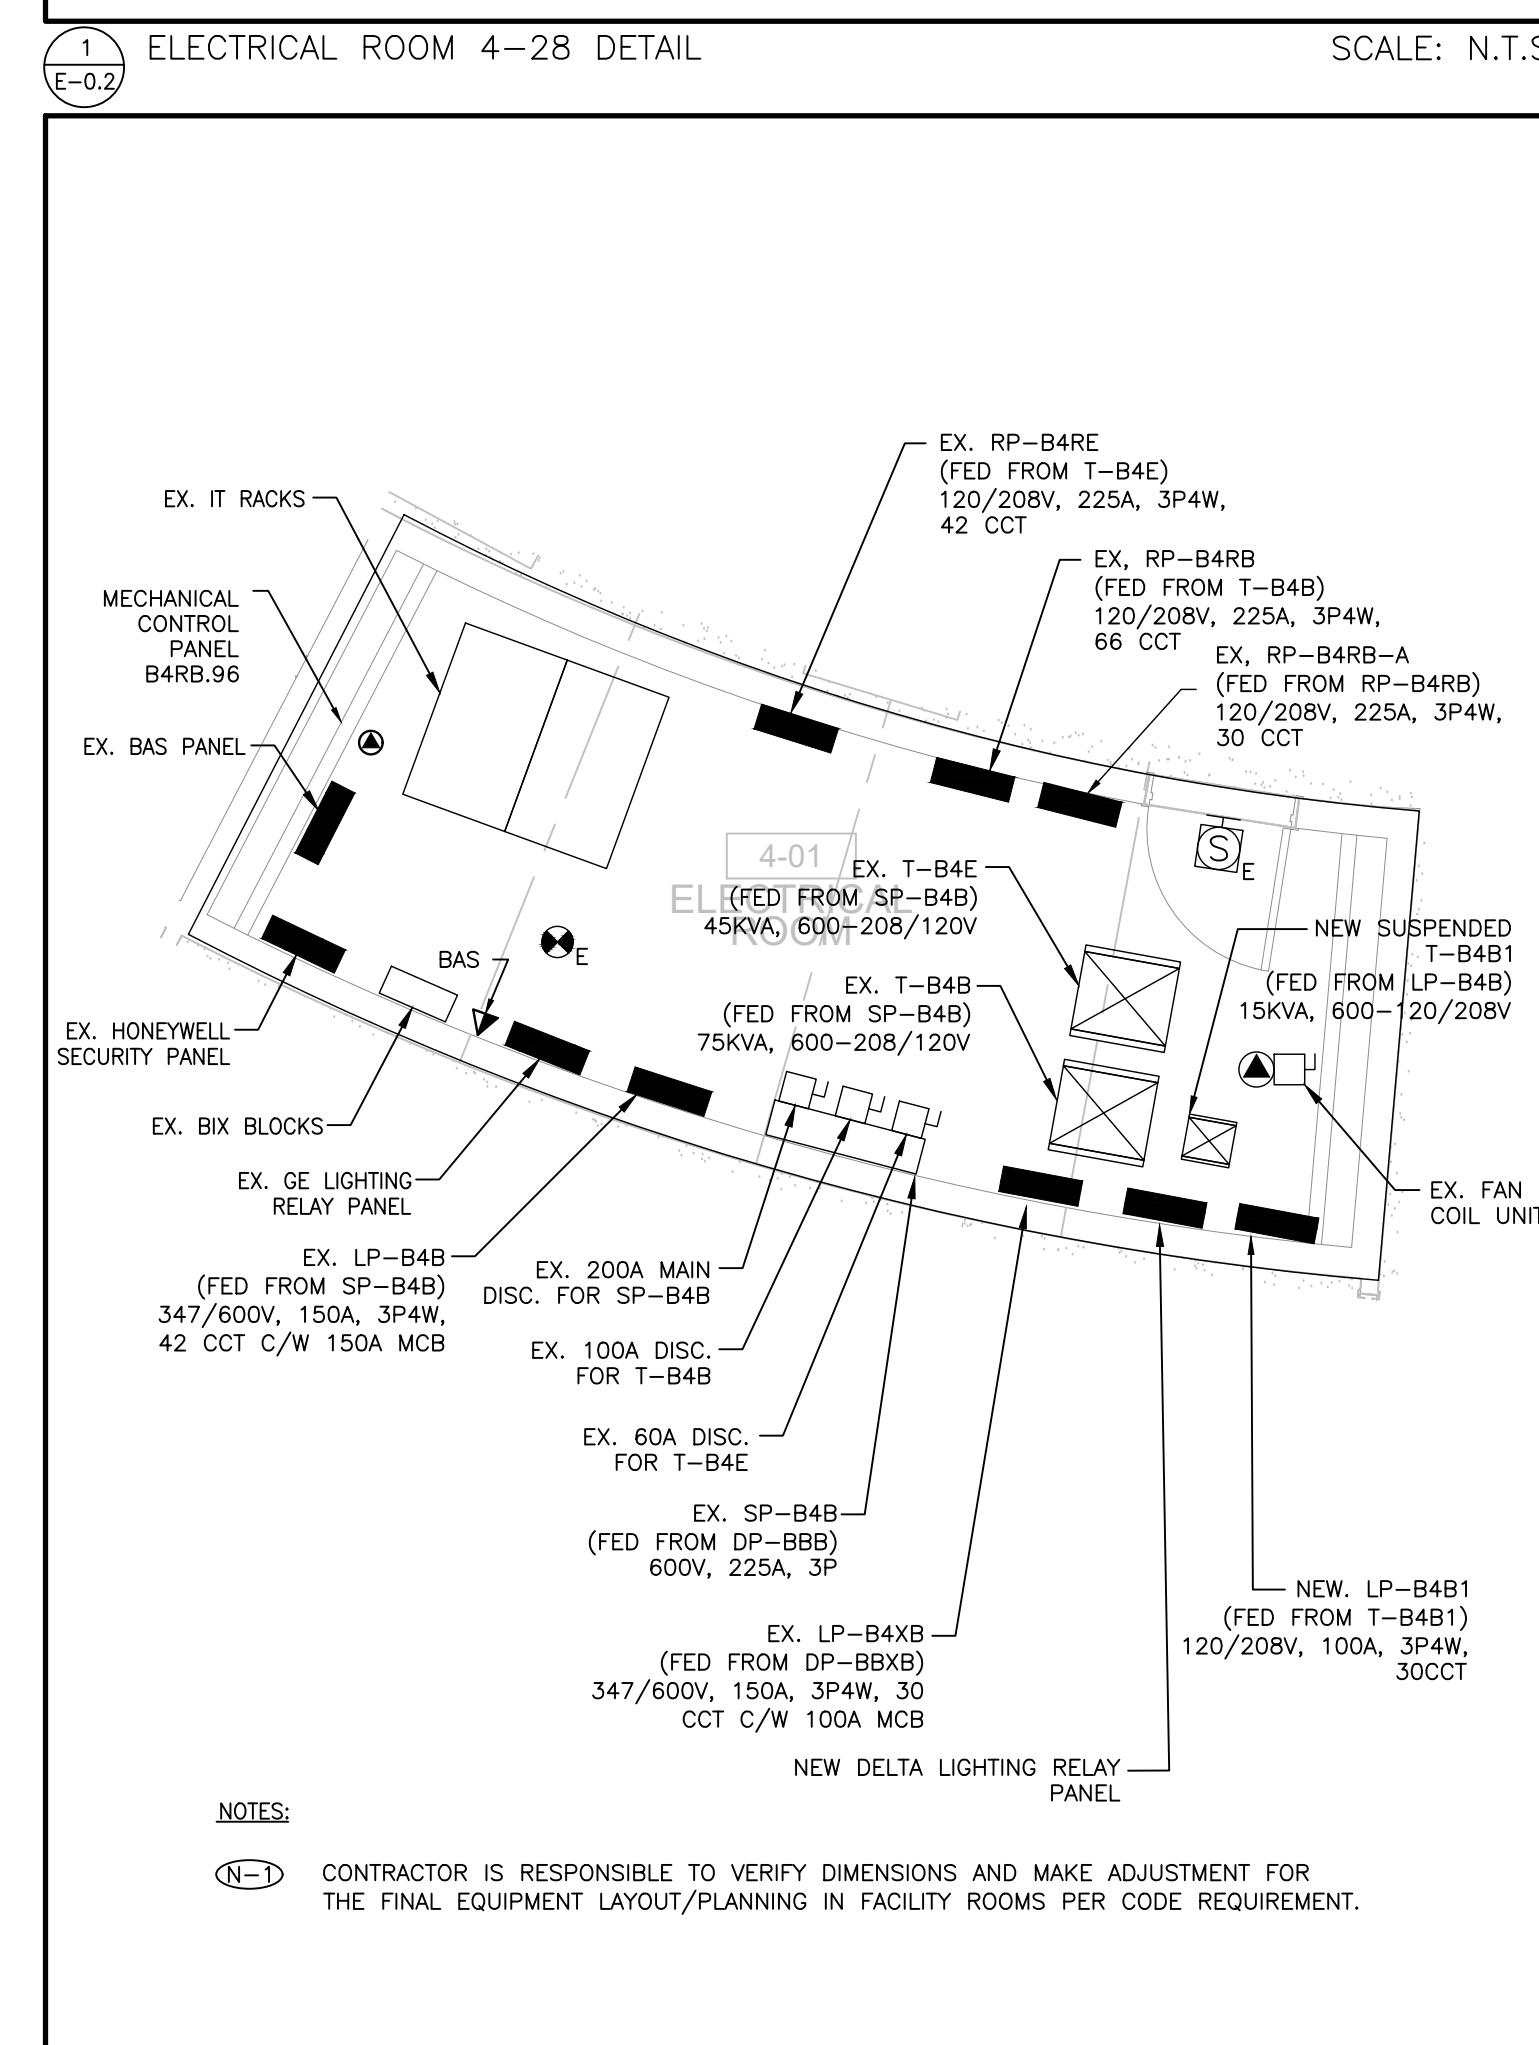 1
E-0.2
ELECTRICAL ROOM 4-28 DETAIL
SCALE: N.T.S
EX. RP-B4RE
(FED FROM T-B4E)
120/208V, 225A, 3P4W,
42 CCT
EX. IT RACKS
EX, RP-B4RB
(FED FROM T-B4B)
120/208V, 225A, 3P4W,
66 CCT
MECHANICAL
CONTROL
PANEL
B4RB.96
EX, RP-B4RB-A
(FED FROM RP-B4RB)
120/208V, 225A, 3P4W,
30 CCT
EX. BAS PANEL
4-01
ELECTRICAL
ROOM
S
E
EX. T-B4E
(FED FROM SP-B4B)
45KVA, 600-208/120V
NEW SUSPENDED
T-B4B1
(FED FROM LP-B4B)
15KVA, 600-120/208V
BAS
E
EX. T-B4B
(FED FROM SP-B4B)
75KVA, 600-208/120V
EX. HONEYWELL
SECURITY PANEL
EX. BIX BLOCKS
EX. GE LIGHTING
RELAY PANEL
EX. FAN
COIL UNIT
EX. LP-B4B
(FED FROM SP-B4B)
347/600V, 150A, 3P4W,
42 CCT C/W 150A MCB
EX. 200A MAIN
DISC. FOR SP-B4B
EX. 100A DISC.
FOR T-B4B
EX. 60A DISC.
FOR T-B4E
EX. SP-B4B
(FED FROM DP-BBB)
600V, 225A, 3P
NEW. LP-B4B1
(FED FROM T-B4B1)
120/208V, 100A, 3P4W,
30CCT
EX. LP-B4XB
(FED FROM DP-BBXB)
347/600V, 150A, 3P4W, 30
CCT C/W 100A MCB
NEW DELTA LIGHTING RELAY
PANEL
NOTES:
N-1 CONTRACTOR IS RESPONSIBLE TO VERIFY DIMENSIONS AND MAKE ADJUSTMENT FOR
THE FINAL EQUIPMENT LAYOUT/PLANNING IN FACILITY ROOMS PER CODE REQUIREMENT.